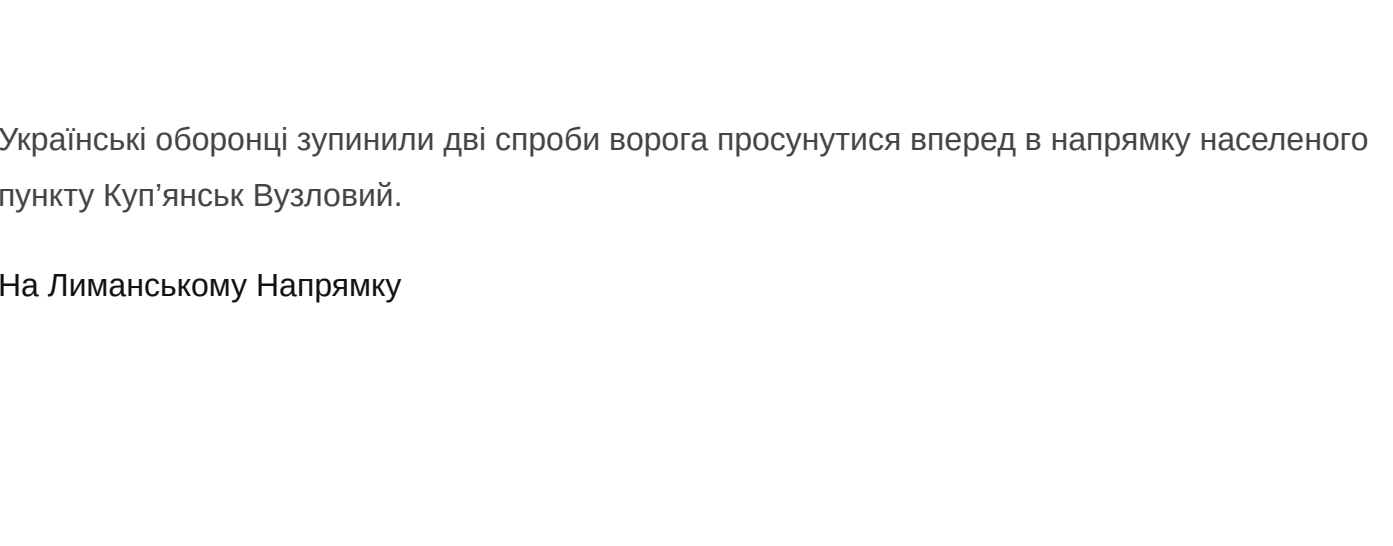 Українські оборонці зупинили дві спроби ворога просунутися вперед в напрямку населеного
пункту Куп’янськ Вузловий.
На Лиманському Напрямку